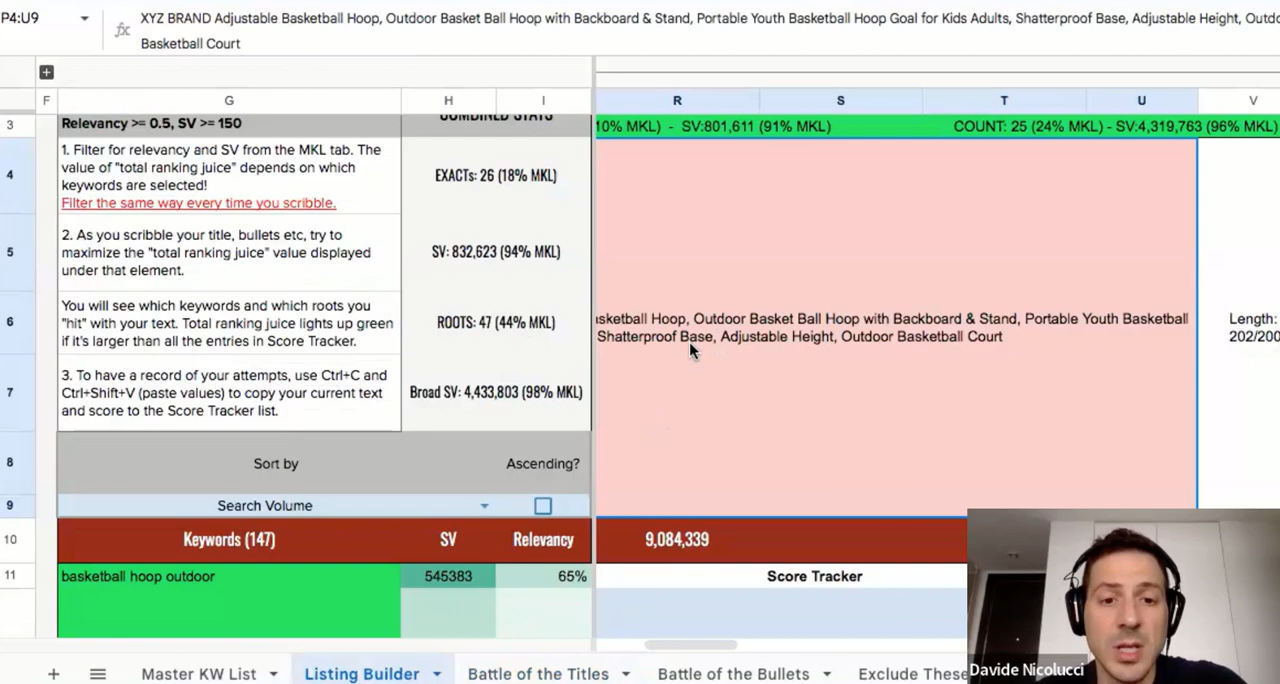 P4:U9
XYZ BRAND Adjustable Basketball Hoop, Outdoor Basket Ball Hoop with Backboard & Stand, Portable Youth Basketball Hoop Goal for Kids Adults, Shatterproof Base, Adjustable Height,
fx
Basketball Court
F G H I R S T U V
3 Relevancy >= 0.5, SV >= 150 COMBINED STATS 10% MKL) - SV:801,611 (91% MKL) COUNT: 25 (24% MKL) - SV:4,319,763 (96% MKL)
4
1. Filter for relevancy and SV from the MKL tab. The
value of "total ranking juice" depends on which
keywords are selected!
Filter the same way every time you scribble.
EXACTs: 26 (18% MKL)
5
2. As you scribble your title, bullets etc, try to
maximize the "total ranking juice" value displayed
under that element.
SV: 832,623 (94% MKL)
6
You will see which keywords and which roots you
"hit" with your text. Total ranking juice lights up green
if it's larger than all the entries in Score Tracker.
ROOTS: 47 (44% MKL)
Hoop, Outdoor Basket Ball Hoop with Backboard & Stand, Portable Youth Basketball
Shatterproof Base, Adjustable Height, Outdoor Basketball Court
Length:
7
3. To have a record of your attempts, use Ctrl+C and
Ctrl+Shift+V (paste values) to copy your current text
and score to the Score Tracker list.
Broad SV: 4,433,803 (98% MKL)
8 Sort by Ascending?
9 Search Volume
10 Keywords (147) SV Relevancy 9,084,339
11 basketball hoop outdoor 545383 65% Score Tracker
Davide Nicolucci
+ Master KW List Listing Builder Battle of the Titles Battle of the Bullets Exclude These